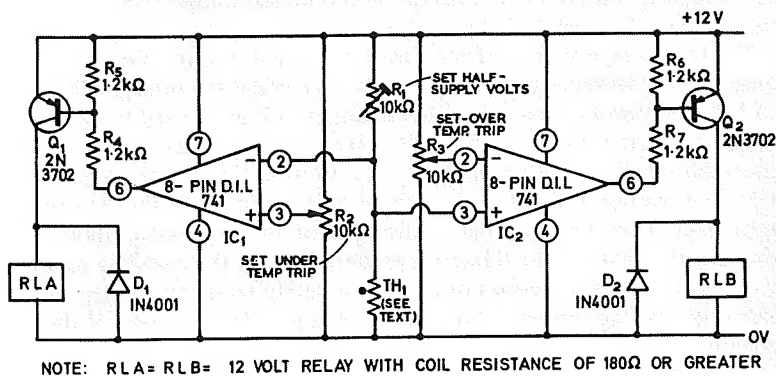 +12V
R5
1·2kΩ
R4
1·2kΩ
Q1
2N
3702
RLA
D1
IN4001
6
7
4
2
3
8-PIN D.I.L
741
IC1
R2
10kΩ
SET UNDER
TEMP TRIP
R1
10kΩ
SET HALF-
SUPPLY VOLTS
SET-OVER
TEMP TRIP
R3
10kΩ
TH1
(SEE
TEXT)
2
3
7
4
6
8-PIN D.I.L
741
IC2
R6
1·2kΩ
R7
1·2kΩ
Q2
2N3702
D2
IN4001
RLB
0V
NOTE: RLA = RLB = 12 VOLT RELAY WITH COIL RESISTANCE OF 180Ω OR GREATER